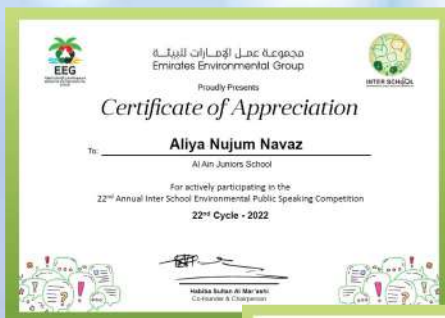 مجموعة عمل الإمارات للبيئة
Emirates Environmental Group
EEG
INTER SCHOOL
Proudly Presents
Certificate of Appreciation
To: Aliya Nujum Navaz
Al Ain Juniors School
For actively participating in the
22nd Annual Inter School Environmental Public Speaking Competition
22nd Cycle - 2022
Habiba Sultan Al Mar'ashi
Co-founder & Chairperson